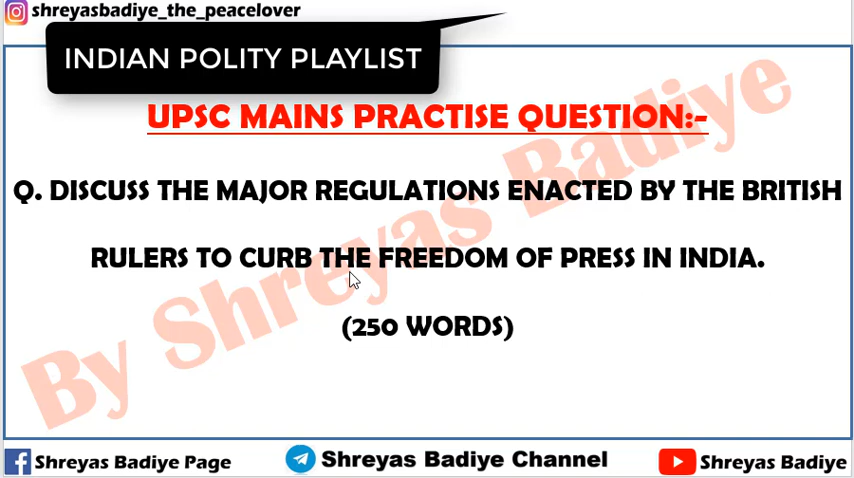 shreyasbadiye_the_peacelover
INDIAN POLITY PLAYLIST
UPSC MAINS PRACTISE QUESTION:-
Q. DISCUSS THE MAJOR REGULATIONS ENACTED BY THE BRITISH
RULERS TO CURB THE FREEDOM OF PRESS IN INDIA.
(250 WORDS)
By Shreyas Badiye
Shreyas Badiye Page
Shreyas Badiye Channel
Shreyas Badiye